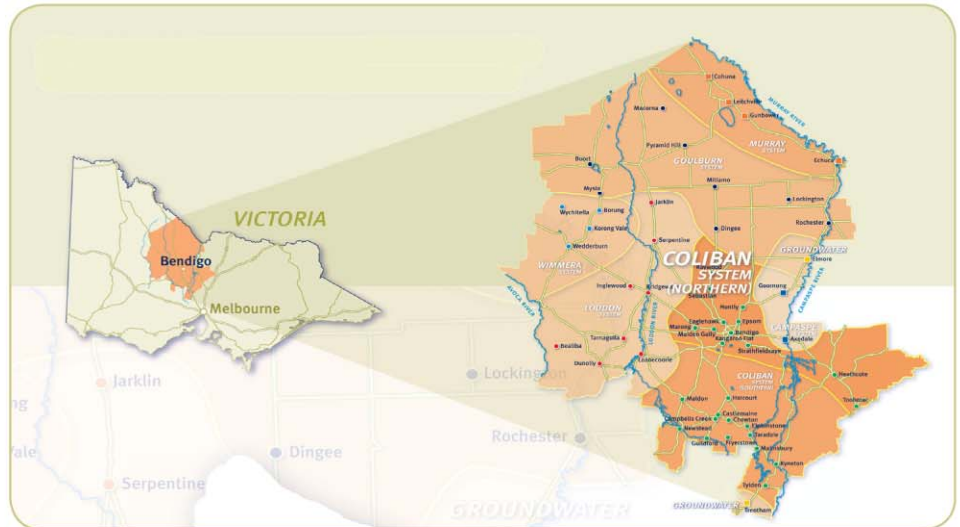 VICTORIA
Bendigo
Melbourne
Jarklin
Lockington
Rochester
Dingee
Serpentine
GROUNDWATER
Cohuna
Leitchville
Gunbower
MURRAY RIVER
Macorna
MURRAY
SYSTEM
Pyramid Hill
GOULBURN
SYSTEM
Echuca
Boort
Mitiamo
Mysia
Lockington
Jarklin
Wychitella
Borung
Rochester
Korong Vale
Dingee
Wedderburn
Serpentine
GROUNDWATER
Elmore
COLIBAN
SYSTEM
(NORTHERN)
WIMMERA
SYSTEM
Inglewood
Bridgewater
Sebastian
Goornong
CAMPASPE RIVER
AVOCA RIVER
LODDON
SYSTEM
LODDON RIVER
Huntly
Eaglehawk
Epsom
Marong
Bendigo
Maiden Gully
Kangaroo Flat
CAMPASPE
Axedale
Strathfieldsaye
Tarnagulla
Bealiba
Laanecoorie
Dunolly
COLIBAN
SYSTEM
(SOUTHERN)
Heathcote
Tooborac
Maldon
Harcourt
Castlemaine
Campbells Creek
Chewton
Newstead
Elphinstone
Taradale
Guildford
Fryerstown
Malmsbury
Kyneton
Tylden
GROUNDWATER
Trentham